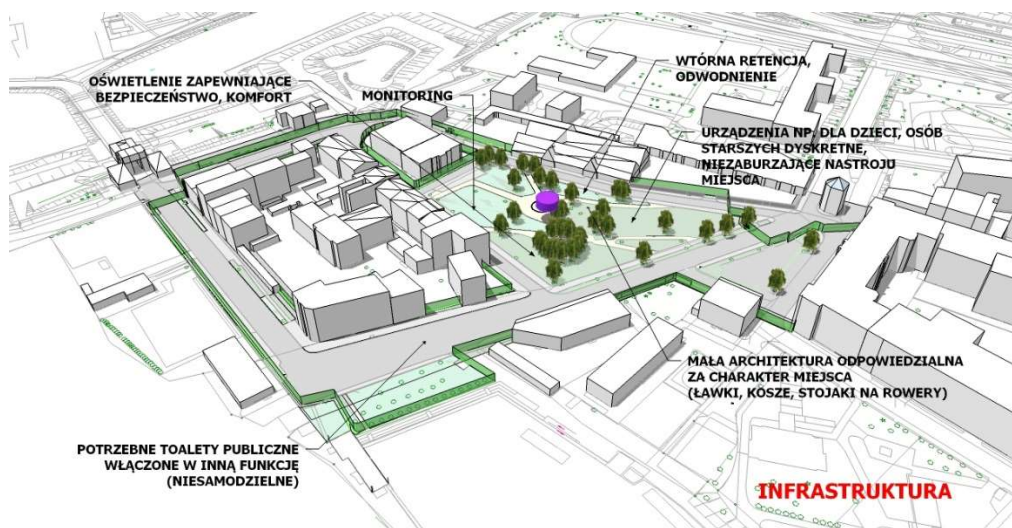 OŚWIETLENIE ZAPEWNIAJĄCE
BEZPIECZEŃSTWO, KOMFORT
MONITORING
WTÓRNA RETENCJA,
ODWODNIENIE
URZĄDZENIA NP. DLA DZIECI, OSÓB
STARSZYCH DYSKRETNE,
NIEZABURZAJĄCE NASTROJU
MIEJSCA
MAŁA ARCHITEKTURA ODPOWIEDZIALNA
ZA CHARAKTER MIEJSCA
(ŁAWKI, KOSZE, STOJAKI NA ROWERY)
POTRZEBNE TOALETY PUBLICZNE
WŁĄCZONE W INNĄ FUNKCJĘ
(NIESAMODZIELNE)
INFRASTRUKTURA